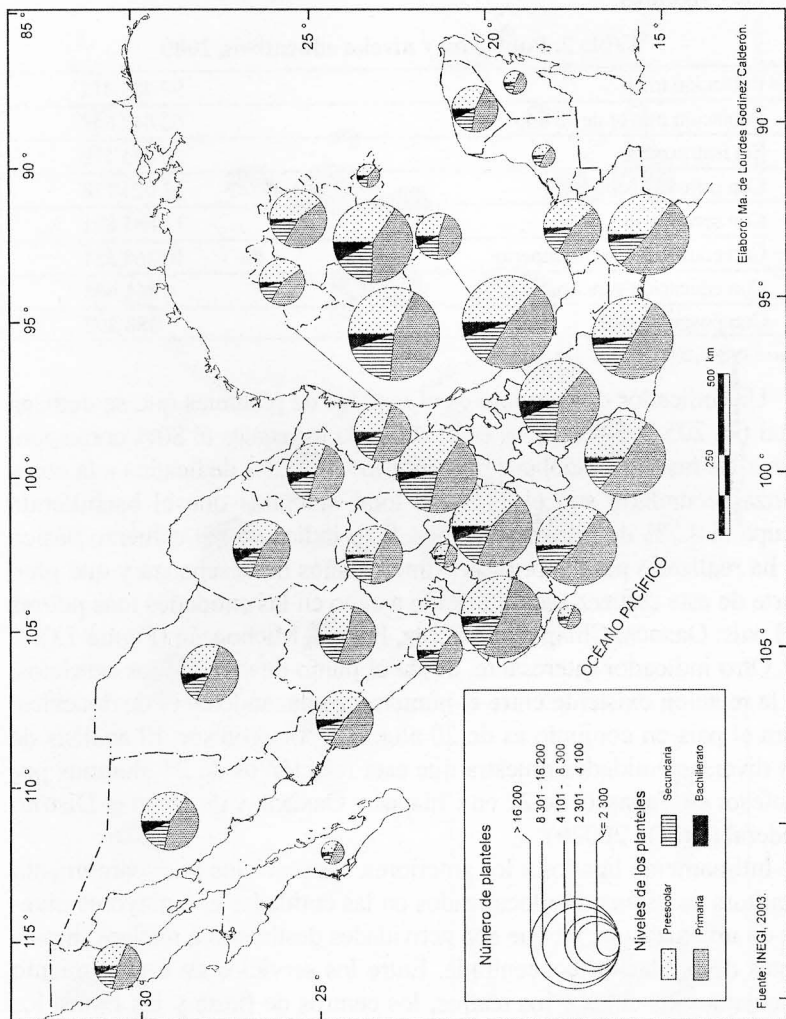 115
110
105
100
95
90
30
25
25
20
15
OCÉANO PACÍFICO
Número de planteles
> 16 200
8 301 - 16 200
4 101 - 8 300
2 301 - 4 100
<= 2 300
Niveles de los planteles
Preescolar
Secundaria
Primaria
Bachillerato
0 250 500 km
105
100
95
90
Fuente: INEGI, 2003.
Elaboró: Ma. de Lourdes Godínez Calderón.